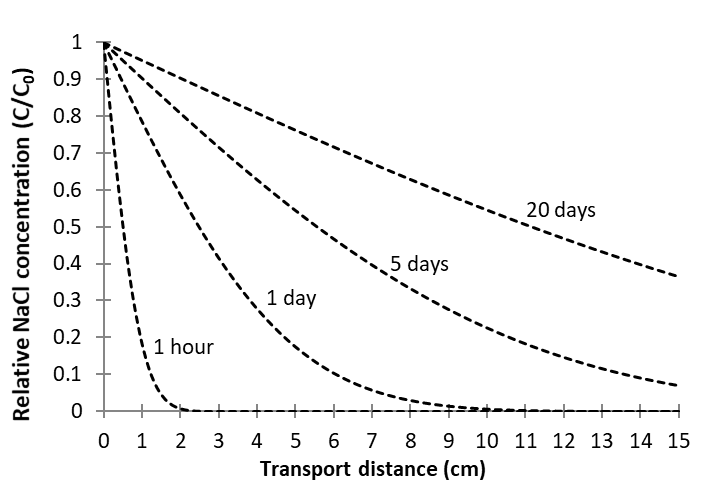 Relative NaCl concentration (C/C₀)
1
0.9
0.8
0.7
0.6
0.5
0.4
0.3
0.2
0.1
0
20 days
5 days
1 day
1 hour
0 1 2 3 4 5 6 7 8 9 10 11 12 13 14 15
Transport distance (cm)